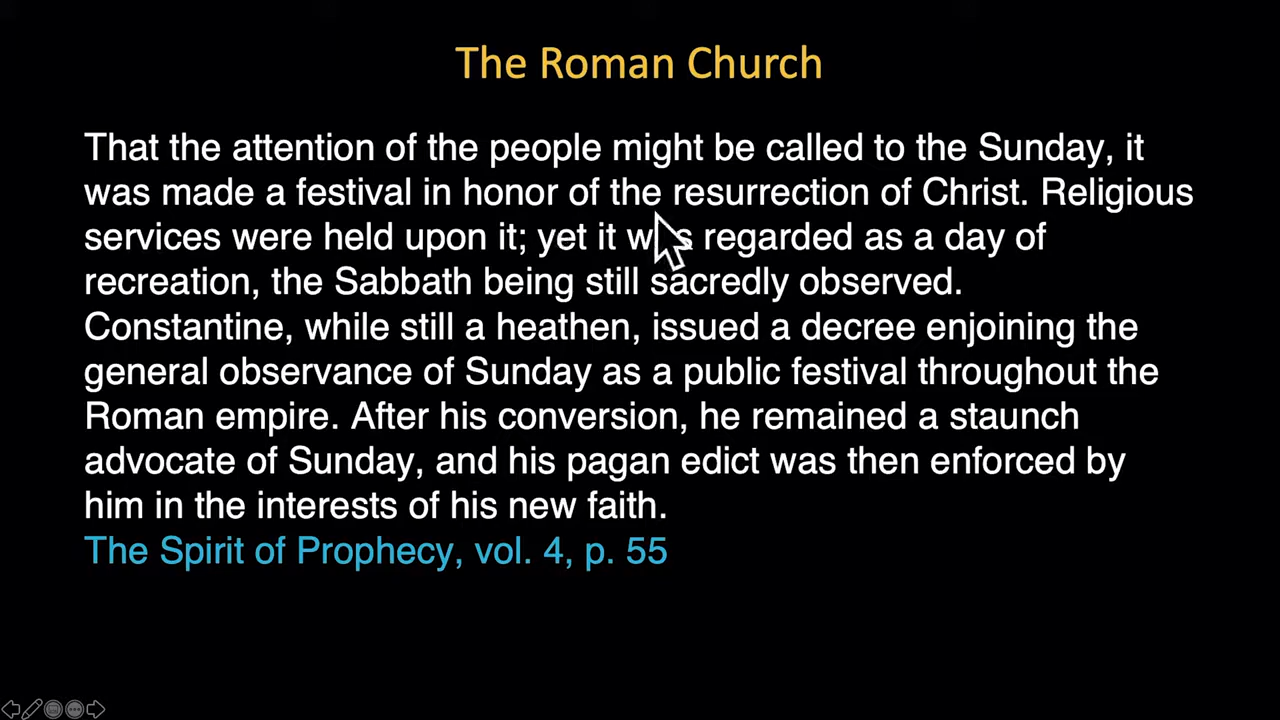 The Roman Church
That the attention of the people might be called to the Sunday, it
was made a festival in honor of the resurrection of Christ. Religious
services were held upon it; yet it was regarded as a day of
recreation, the Sabbath being still sacredly observed.
Constantine, while still a heathen, issued a decree enjoining the
general observance of Sunday as a public festival throughout the
Roman empire. After his conversion, he remained a staunch
advocate of Sunday, and his pagan edict was then enforced by
him in the interests of his new faith.
The Spirit of Prophecy, vol. 4, p. 55